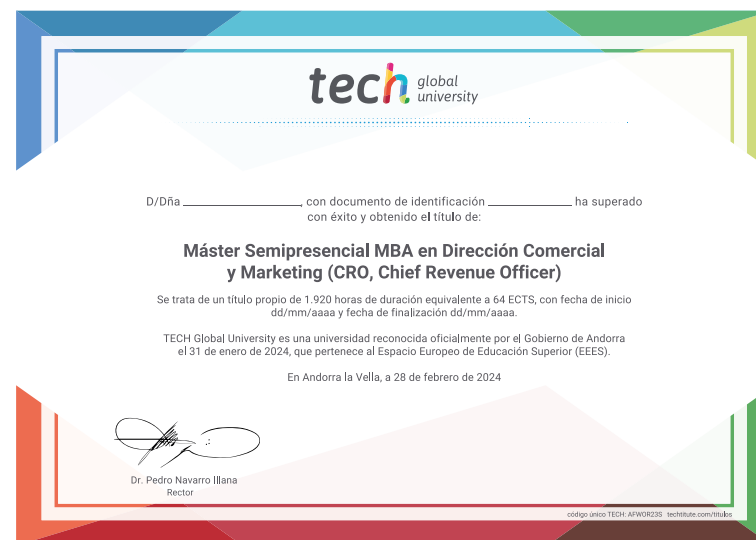 tech global
university
D/Dña ____________________, con documento de identificación ______________ ha superado
con éxito y obtenido el título de:
Máster Semipresencial MBA en Dirección Comercial
y Marketing (CRO, Chief Revenue Officer)
Se trata de un título propio de 1.920 horas de duración equivalente a 64 ECTS, con fecha de inicio
dd/mm/aaaa y fecha de finalización dd/mm/aaaa.
TECH Global University es una universidad reconocida oficialmente por el Gobierno de Andorra
el 31 de enero de 2024, que pertenece al Espacio Europeo de Educación Superior (EEES).
En Andorra la Vella, a 28 de febrero de 2024
Dr. Pedro Navarro Illana
Rector
código único TECH: AFWOR23S techtitute.com/titulos